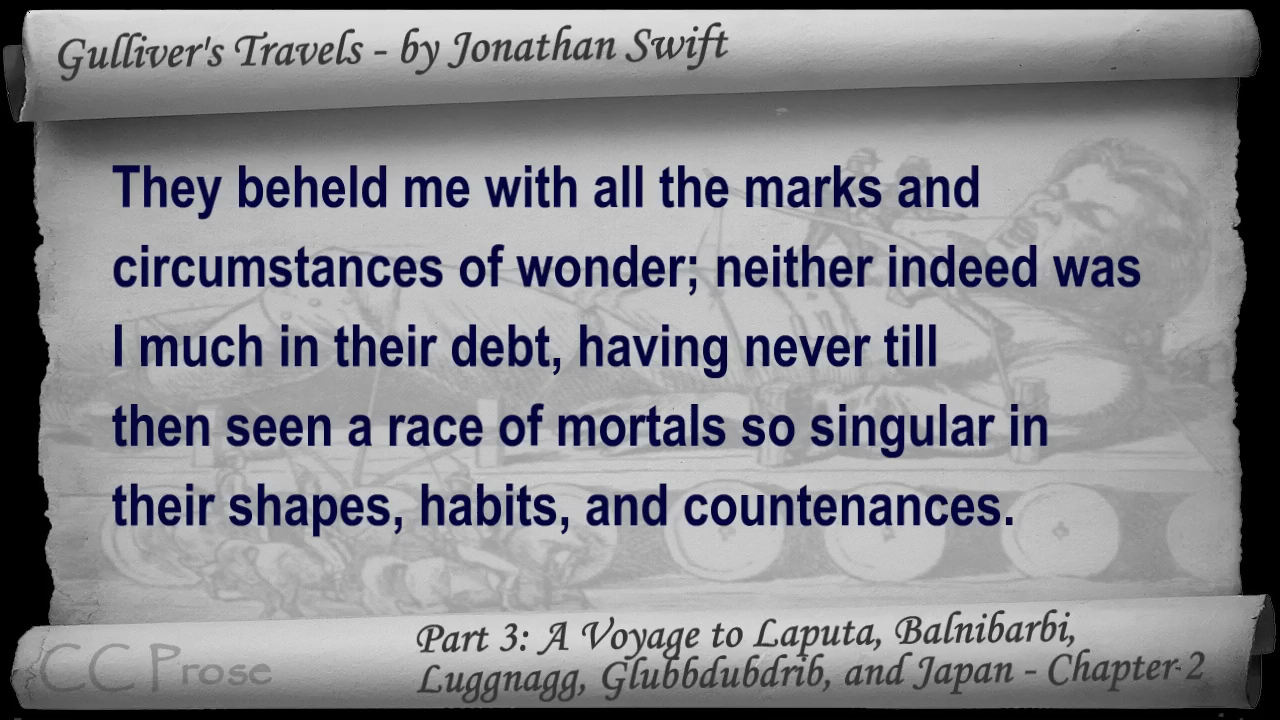 Gulliver's Travels - by Jonathan Swift
They beheld me with all the marks and
circumstances of wonder; neither indeed was
I much in their debt, having never till
then seen a race of mortals so singular in
their shapes, habits, and countenances.
Part 3: A Voyage to Laputa, Balnibarbi,
Luggnagg, Glubbdubdrib, and Japan - Chapter 2
CC Prose